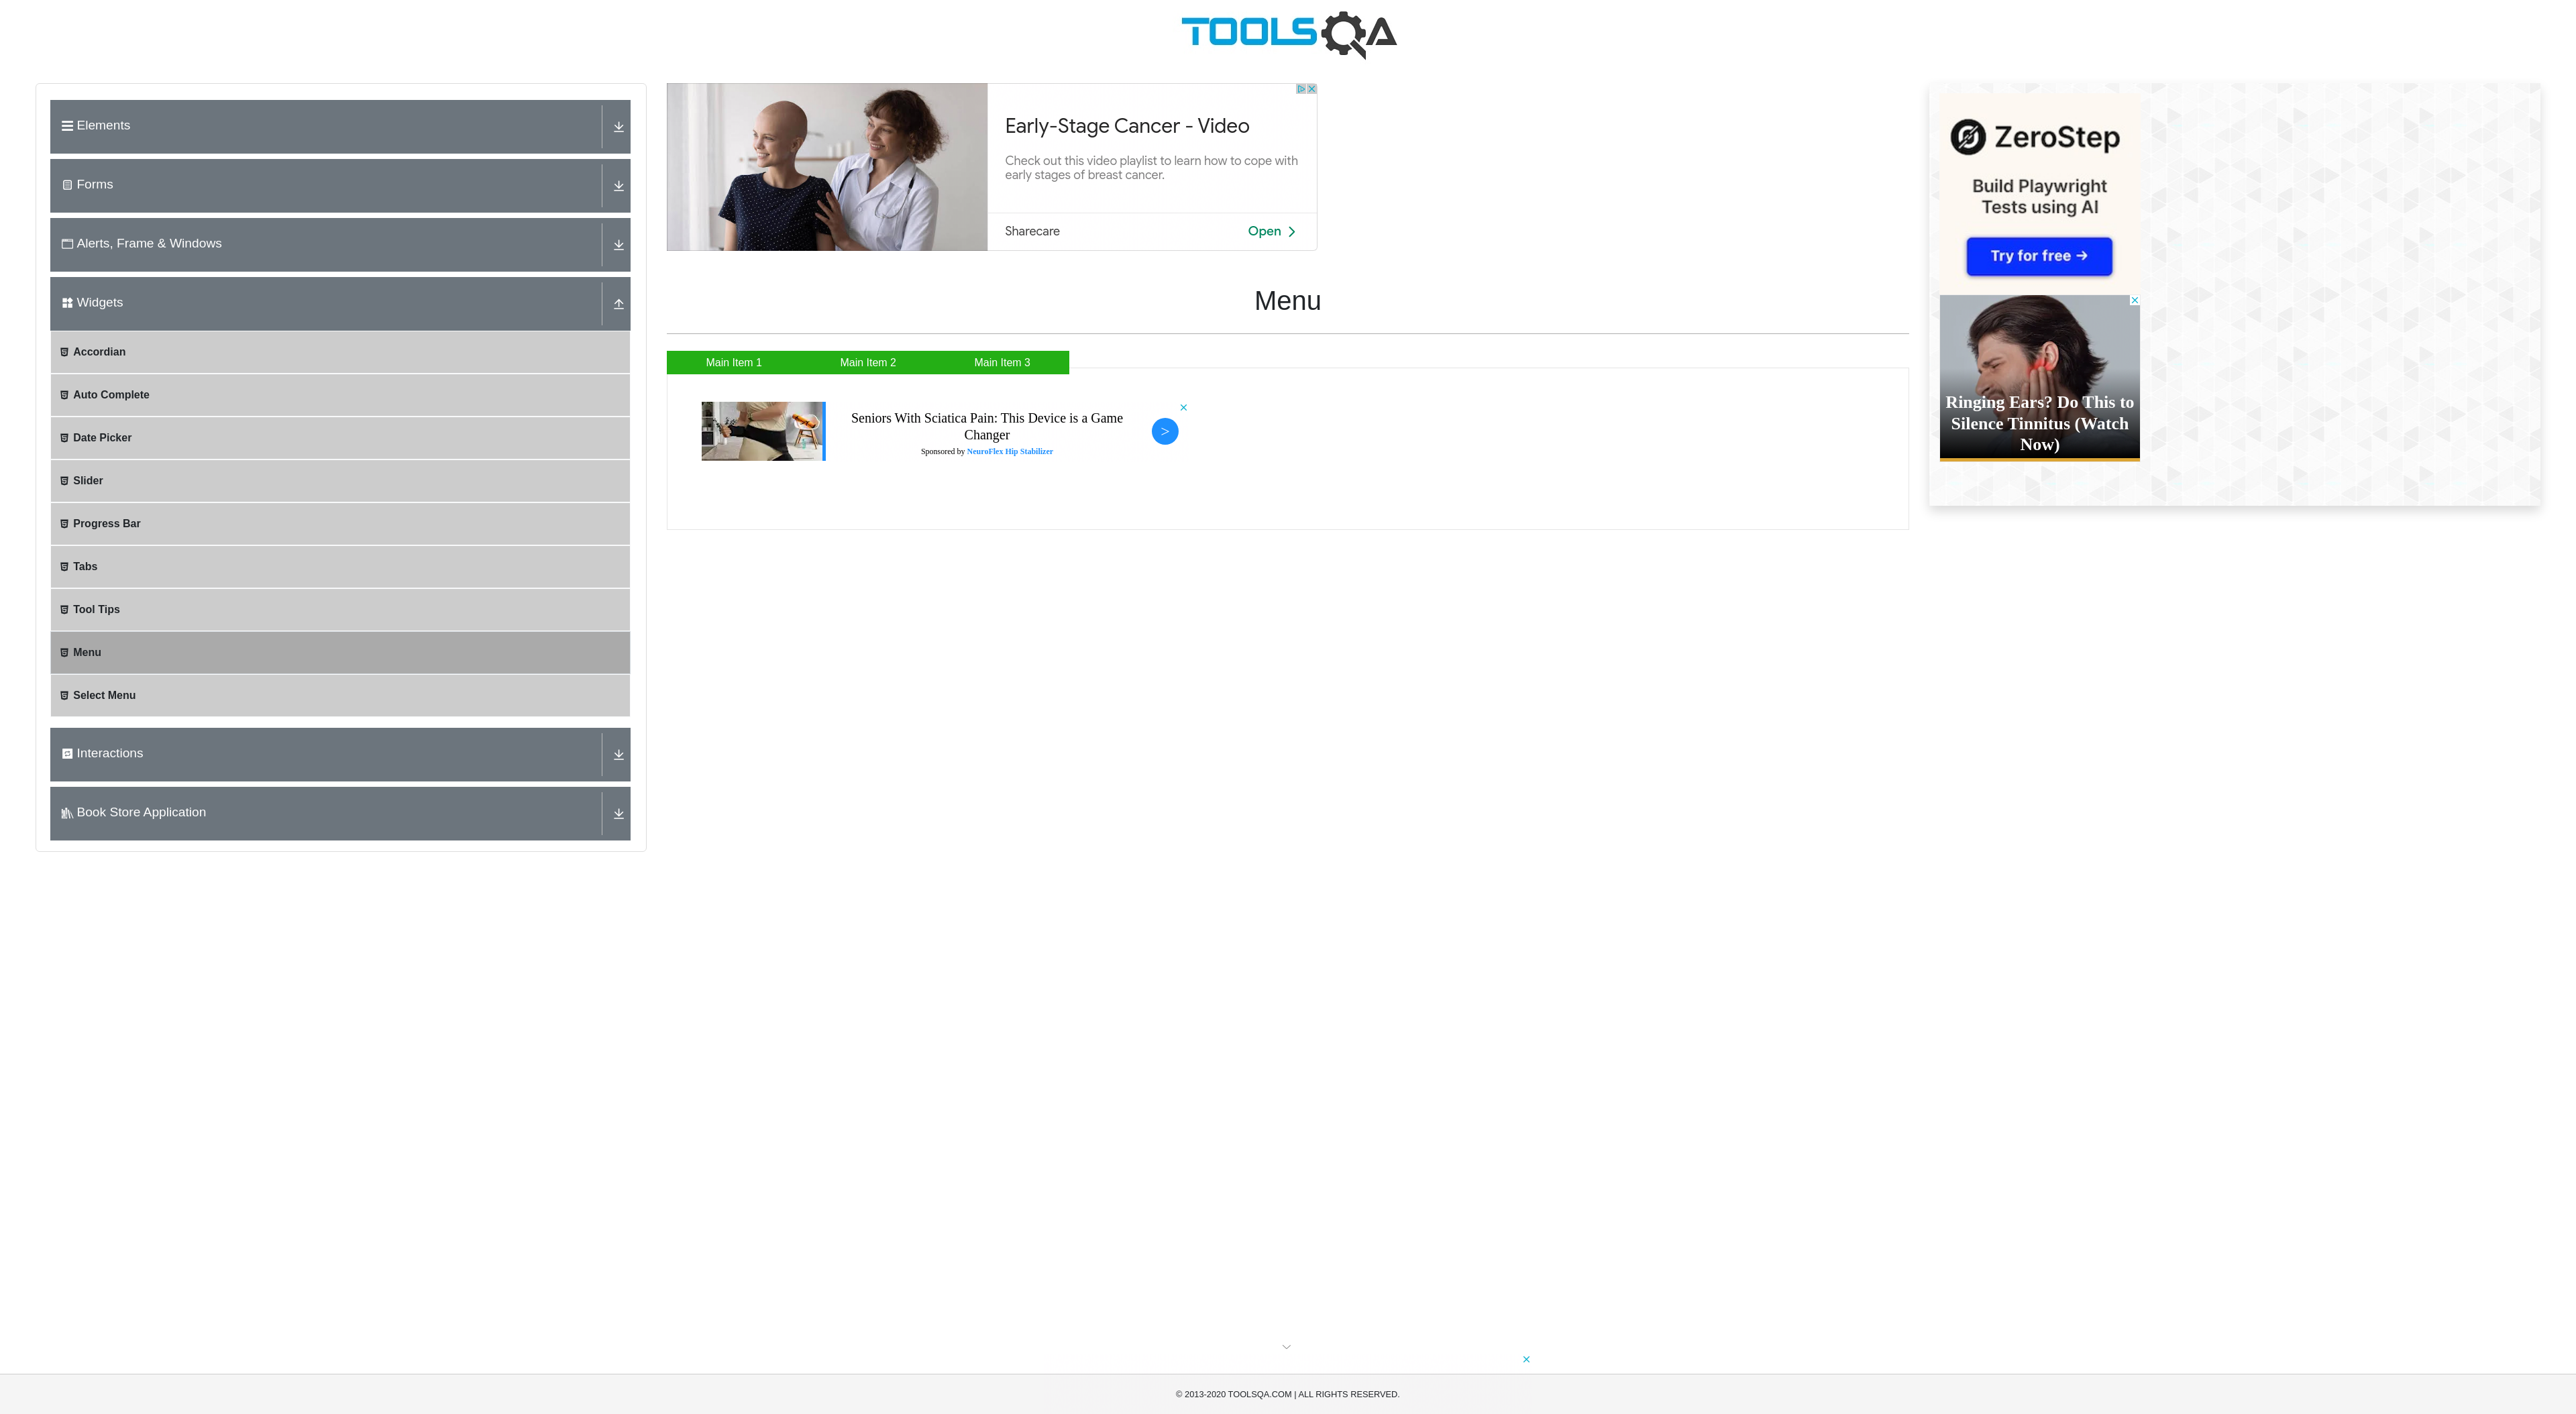 TOOLSQA
Elements
Forms
Alerts, Frame & Windows
Widgets
Accordian
Auto Complete
Date Picker
Slider
Progress Bar
Tabs
Tool Tips
Menu
Select Menu
Interactions
Book Store Application
Early-Stage Cancer - Video
Check out this video playlist to learn how to cope with
early stages of breast cancer.
Sharecare
Open
Menu
Main Item 1
Main Item 2
Main Item 3
Seniors With Sciatica Pain: This Device is a Game
Changer
Sponsored by NeuroFlex Hip Stabilizer
>
ZeroStep
Build Playwright
Tests using AI
Try for free →
Ringing Ears? Do This to
Silence Tinnitus (Watch
Now)
© 2013-2020 TOOLSQA.COM | ALL RIGHTS RESERVED.